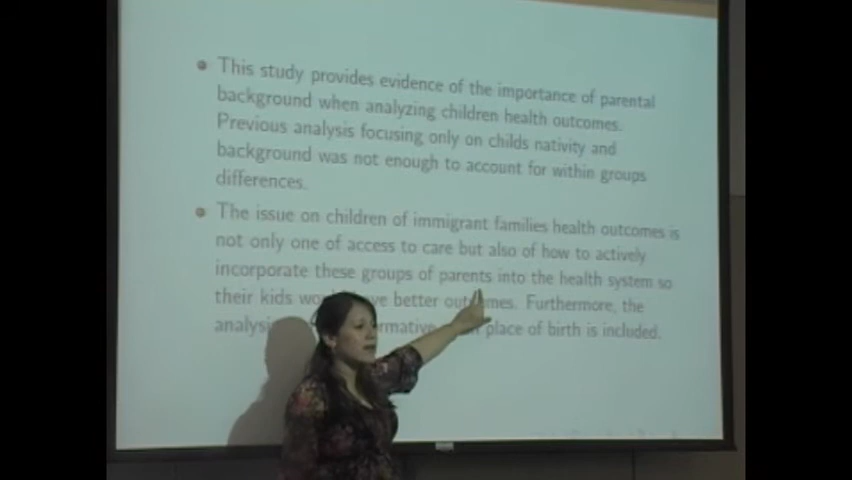 This study provides evidence of the importance of parental
background when analyzing children health outcomes.
Previous analysis focusing only on childs nativity and
background was not enough to account for within groups
differences.
The issue on children of immigrant families health outcomes is
not only one of access to care but also of how to actively
incorporate these groups of parents into the health system so
their kids better outcomes. Furthermore, the
place of birth is included.